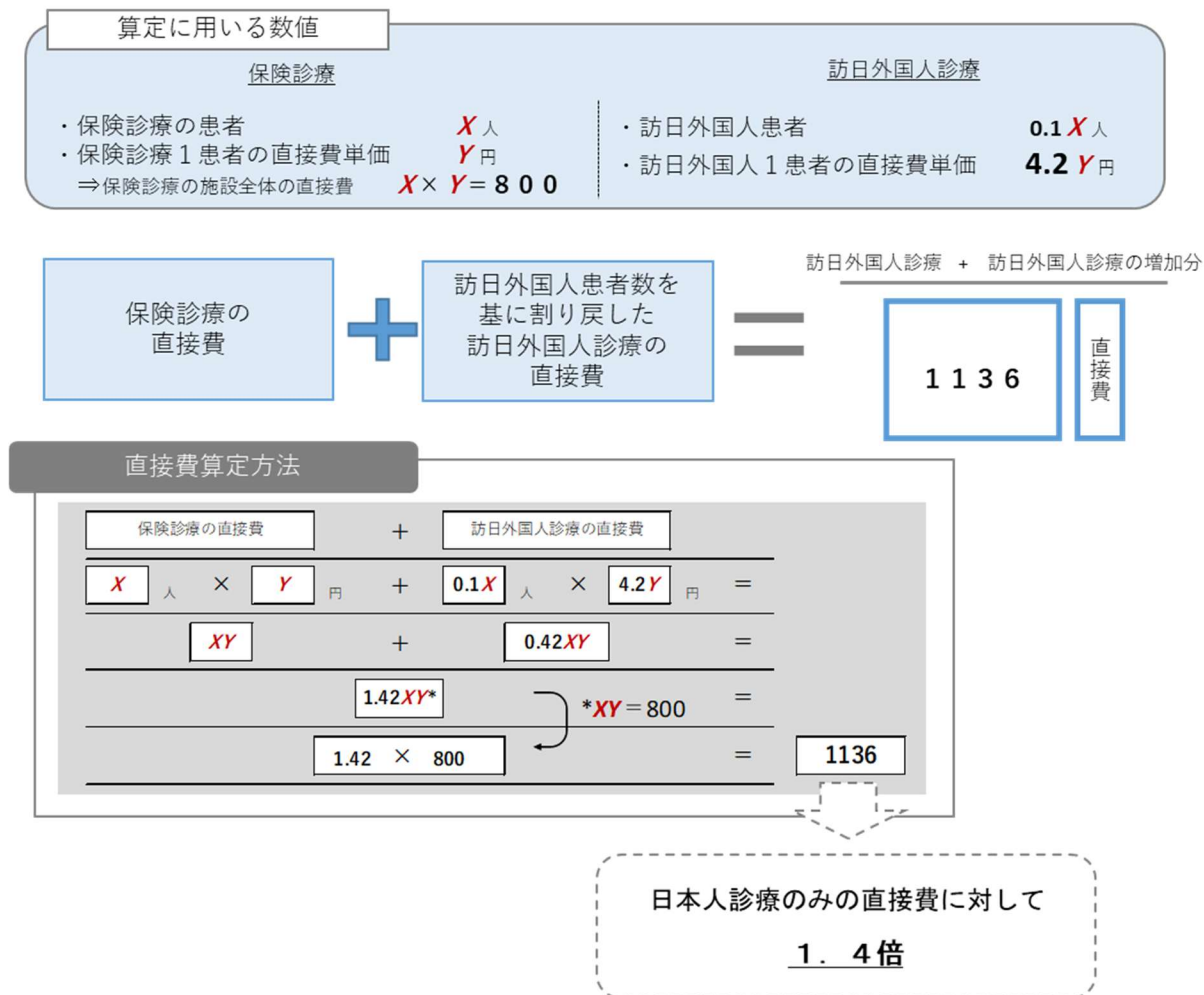 算定に用いる数値
保険診療
・保険診療の患者 X 人
・保険診療１患者の直接費単価 Y 円
⇒保険診療の施設全体の直接費 X× Y＝８００
訪日外国人診療
・訪日外国人患者 0.1 X 人
・訪日外国人１患者の直接費単価 4.2 Y 円
保険診療の
直接費
訪日外国人患者数を
基に割り戻した
訪日外国人診療の
直接費
訪日外国人診療 + 訪日外国人診療の増加分
１１３６
直接費
直接費算定方法
保険診療の直接費 + 訪日外国人診療の直接費
X 人 × Y 円 + 0.1X 人 × 4.2Y 円 =
XY + 0.42XY =
1.42XY* *XY＝800 =
1.42 × 800 = 1136
日本人診療のみの直接費に対して
１．４倍